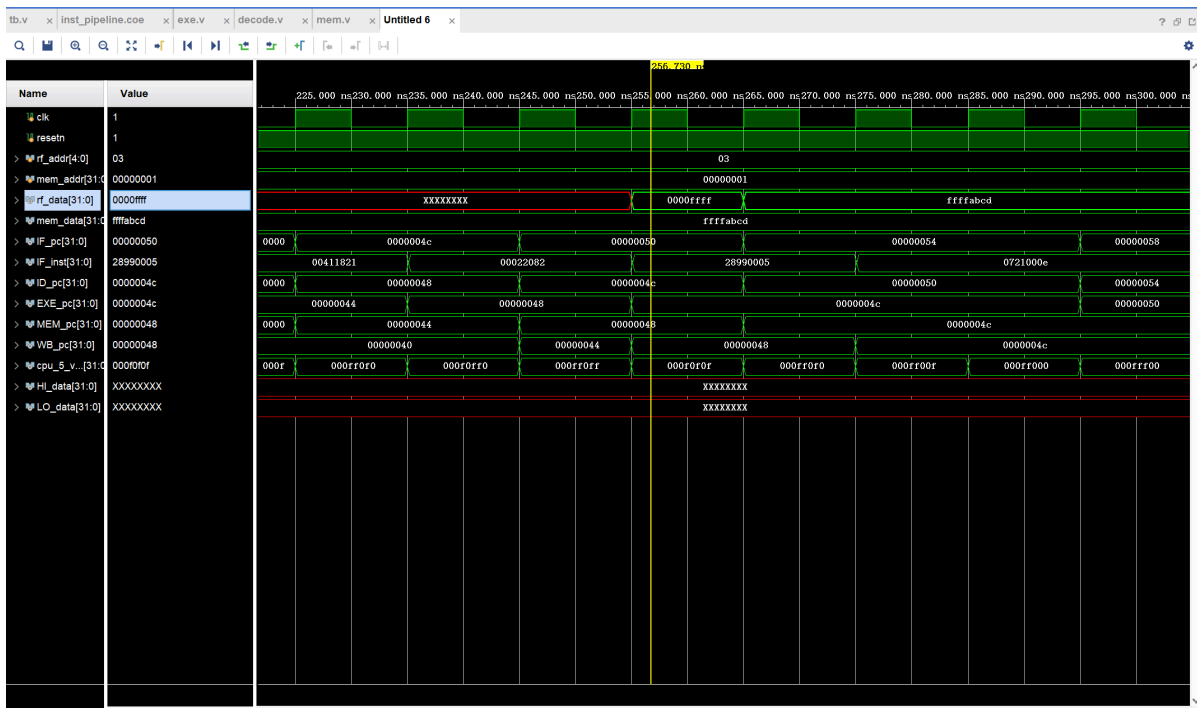 tb.v × inst_pipeline.coe × exe.v × decode.v × mem.v × Untitled 6 ×
256.730 n
Name Value
225.000 ns 230.000 ns 235.000 ns 240.000 ns 245.000 ns 250.000 ns 255.000 ns 260.000 ns 265.000 ns 270.000 ns 275.000 ns 280.000 ns 285.000 ns 290.000 ns 295.000 ns 300.000 ns
clk 1
resetn 1
rf_addr[4:0] 03 03
mem_addr[31:0 00000001 00000001
rf_data[31:0] 0000ffff XXXXXXXX 0000ffff ffffabcd
mem_data[31:0 ffffabcd ffffabcd
IF_pc[31:0] 00000050 0000 0000004c 00000050 00000054 00000058
IF_inst[31:0] 28990005 00411821 00022082 28990005 0721000e
ID_pc[31:0] 0000004c 0000 00000048 0000004c 00000050 00000054
EXE_pc[31:0] 0000004c 00000044 00000048 0000004c 00000050
MEM_pc[31:0] 00000048 0000 00000044 00000048 0000004c
WB_pc[31:0] 00000048 00000040 00000044 00000048 0000004c
cpu_5_v...[31:0 000f0f0f 000f 000ff0f0 000ff0f0 000ff0ff 000f0f0f 000ff0f0 000ff00f 000ff000 000fff00
HI_data[31:0] XXXXXXXX XXXXXXXX
LO_data[31:0] XXXXXXXX XXXXXXXX